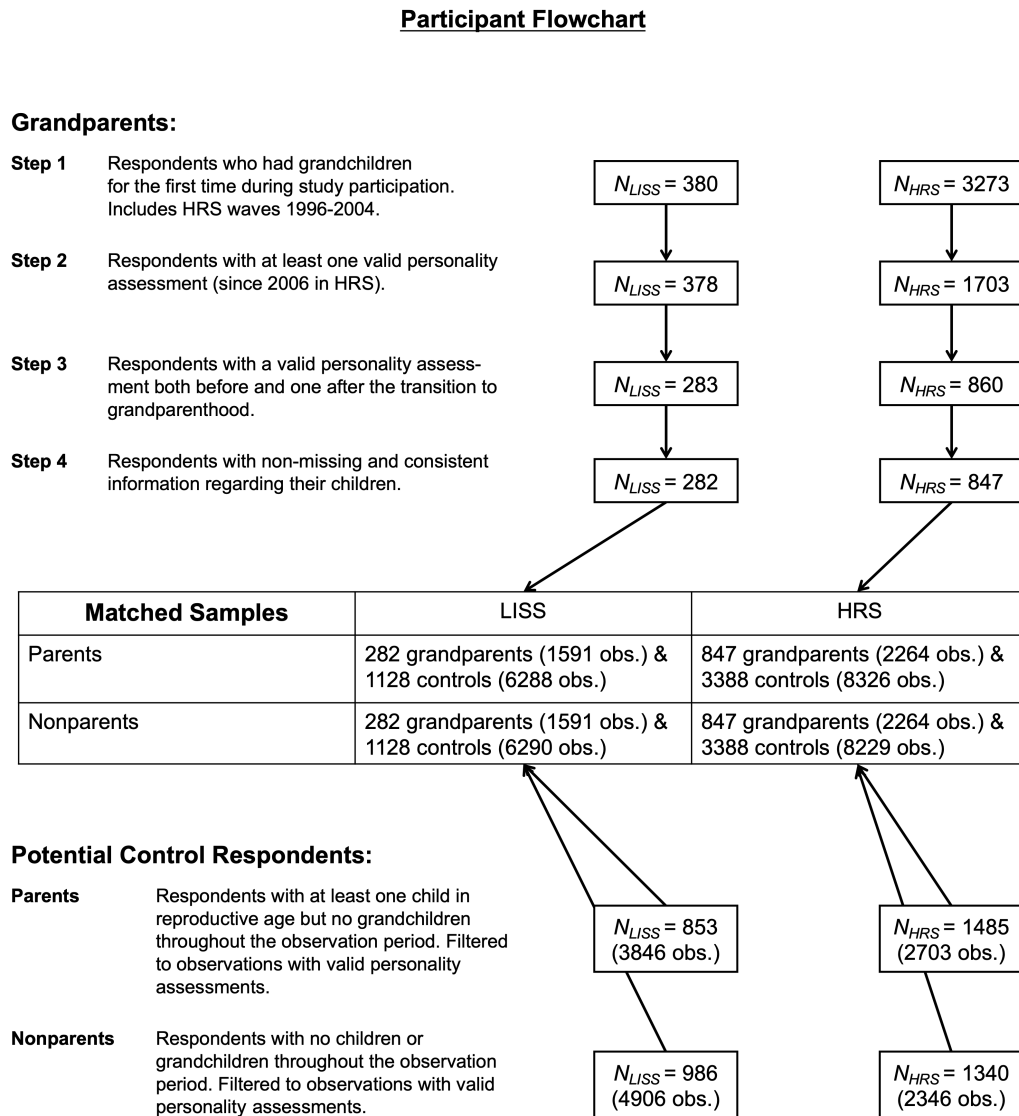 Participant Flowchart
Grandparents:
Step 1 Respondents who had grandchildren
for the first time during study participation.
Includes HRS waves 1996-2004.
N_LISS = 380
N_HRS = 3273
Step 2 Respondents with at least one valid personality
assessment (since 2006 in HRS).
N_LISS = 378
N_HRS = 1703
Step 3 Respondents with a valid personality assess-
ment both before and one after the transition to
grandparenthood.
N_LISS = 283
N_HRS = 860
Step 4 Respondents with non-missing and consistent
information regarding their children.
N_LISS = 282
N_HRS = 847
Matched Samples LISS HRS
Parents
282 grandparents (1591 obs.) &
1128 controls (6288 obs.)
847 grandparents (2264 obs.) &
3388 controls (8326 obs.)
Nonparents
282 grandparents (1591 obs.) &
1128 controls (6290 obs.)
847 grandparents (2264 obs.) &
3388 controls (8229 obs.)
Potential Control Respondents:
Parents Respondents with at least one child in
reproductive age but no grandchildren
throughout the observation period. Filtered
to observations with valid personality
assessments.
N_LISS = 853
(3846 obs.)
N_HRS = 1485
(2703 obs.)
Nonparents Respondents with no children or
grandchildren throughout the observation
period. Filtered to observations with valid
personality assessments.
N_LISS = 986
(4906 obs.)
N_HRS = 1340
(2346 obs.)